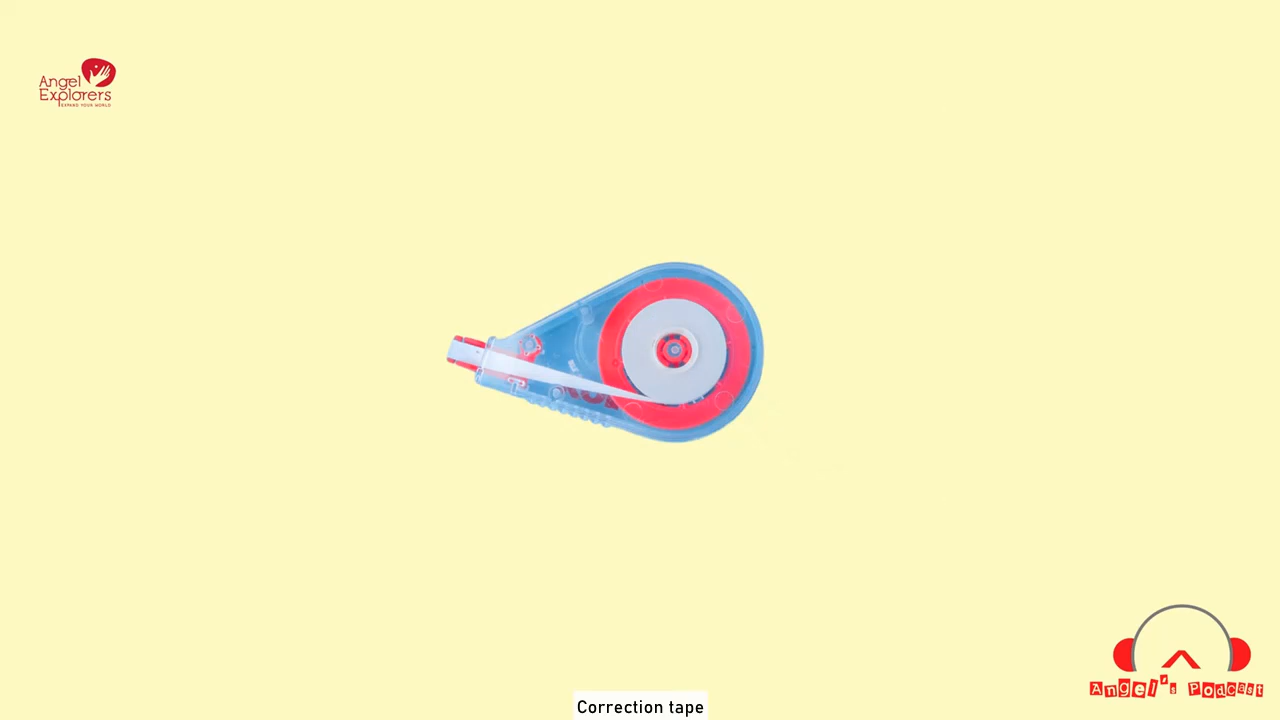 Angel
Explorers
EXPAND YOUR WORLD
Correction tape
Angel's Podcast